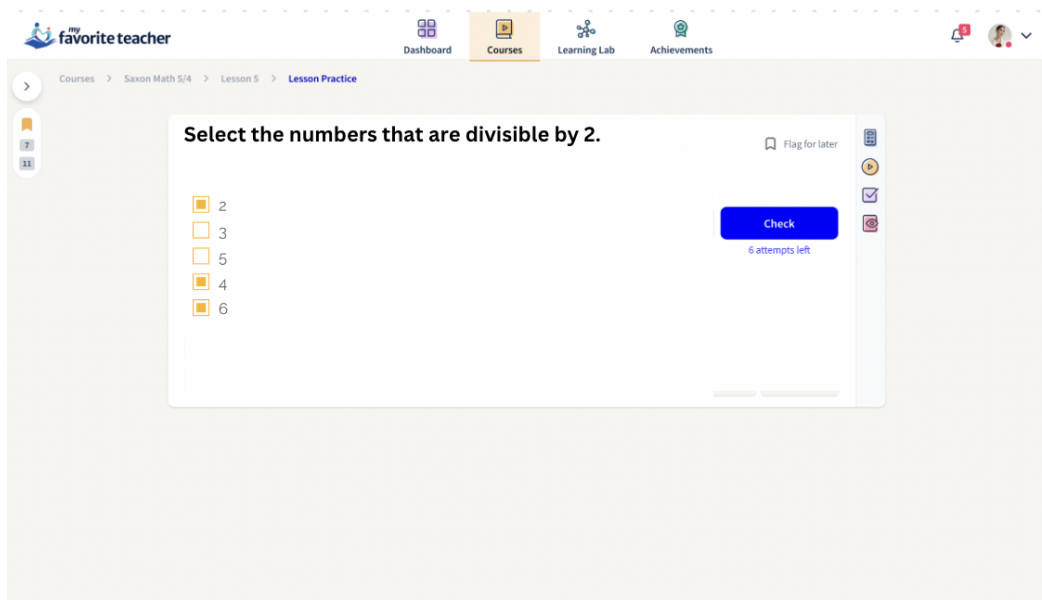 my
favorite teacher
Dashboard
Courses
Learning Lab
Achievements
5
Courses > Saxon Math 5/4 > Lesson 5 > Lesson Practice
7
11
Select the numbers that are divisible by 2.
Flag for later
2
3
5
4
6
Check
6 attempts left